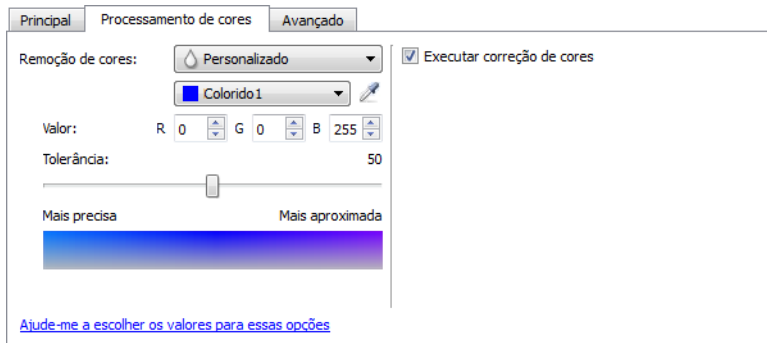 Principal Processamento de cores Avançado
Remoção de cores: Personalizado Executar correção de cores
Colorido1
Valor: R 0 G 0 B 255
Tolerância: 50
Mais precisa Mais aproximada
Ajude-me a escolher os valores para essas opções